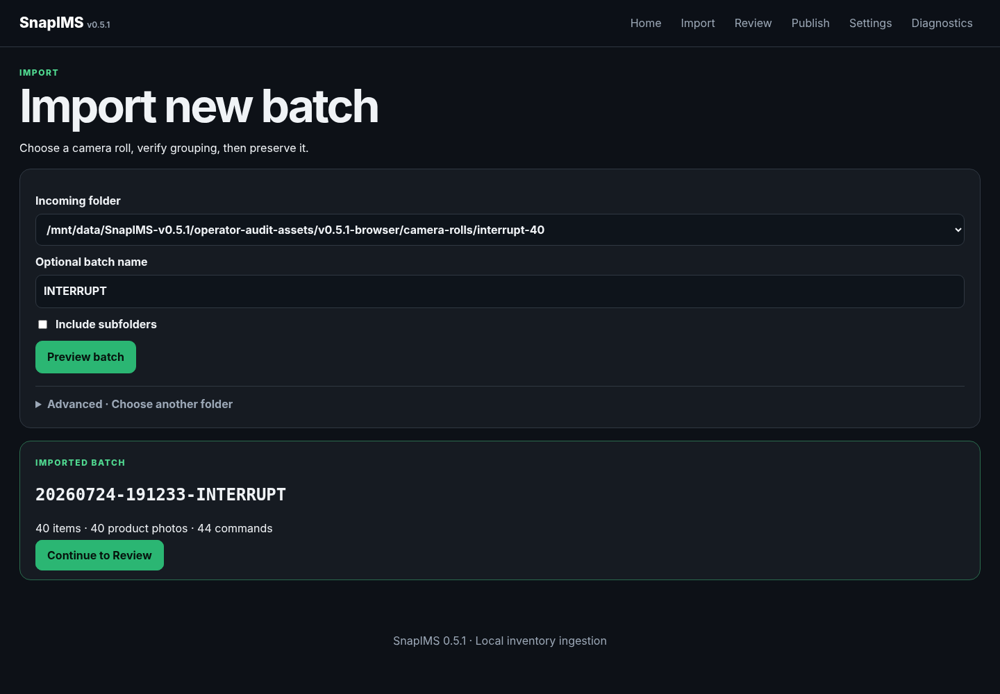 SnapIMS v0.5.1
Home Import Review Publish Settings Diagnostics
IMPORT
Import new batch
Choose a camera roll, verify grouping, then preserve it.
Incoming folder
/mnt/data/SnapIMS-v0.5.1/operator-audit-assets/v0.5.1-browser/camera-rolls/interrupt-40
Optional batch name
INTERRUPT
Include subfolders
Preview batch
Advanced · Choose another folder
IMPORTED BATCH
20260724-191233-INTERRUPT
40 items · 40 product photos · 44 commands
Continue to Review
SnapIMS 0.5.1 · Local inventory ingestion